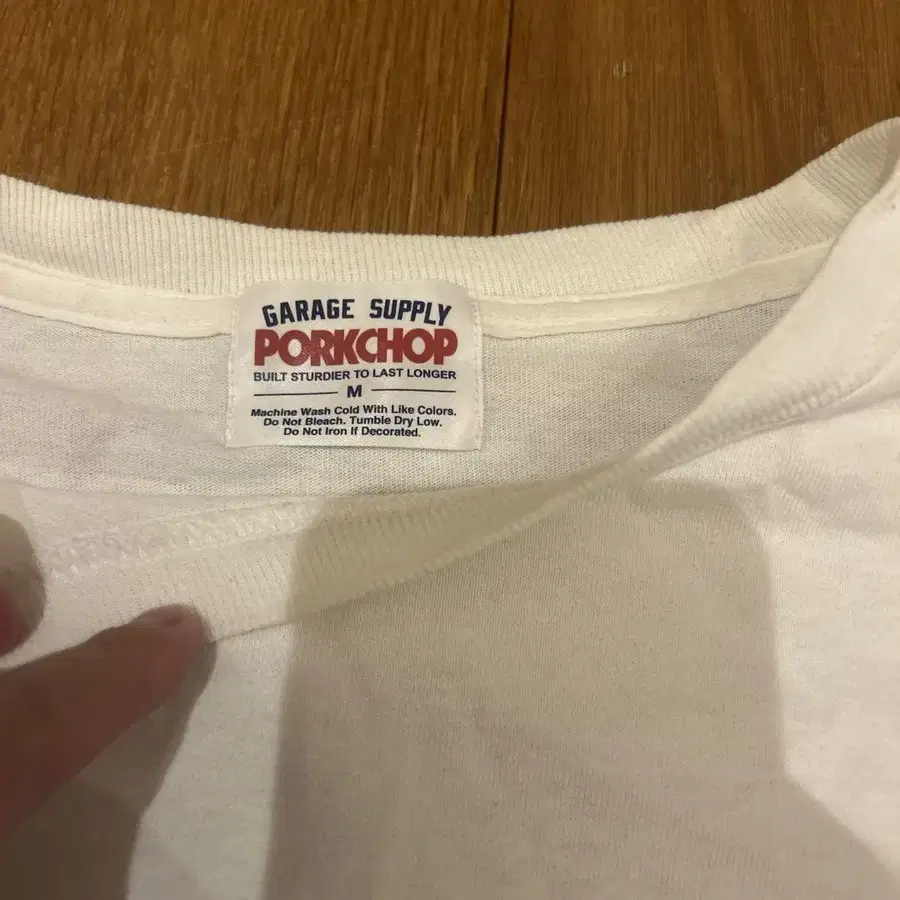 GARAGE SUPPLY
PORKCHOP
BUILT STURDIER TO LAST LONGER
M
Machine Wash Cold With Like Colors.
Do Not Bleach. Tumble Dry Low.
Do Not Iron If Decorated.